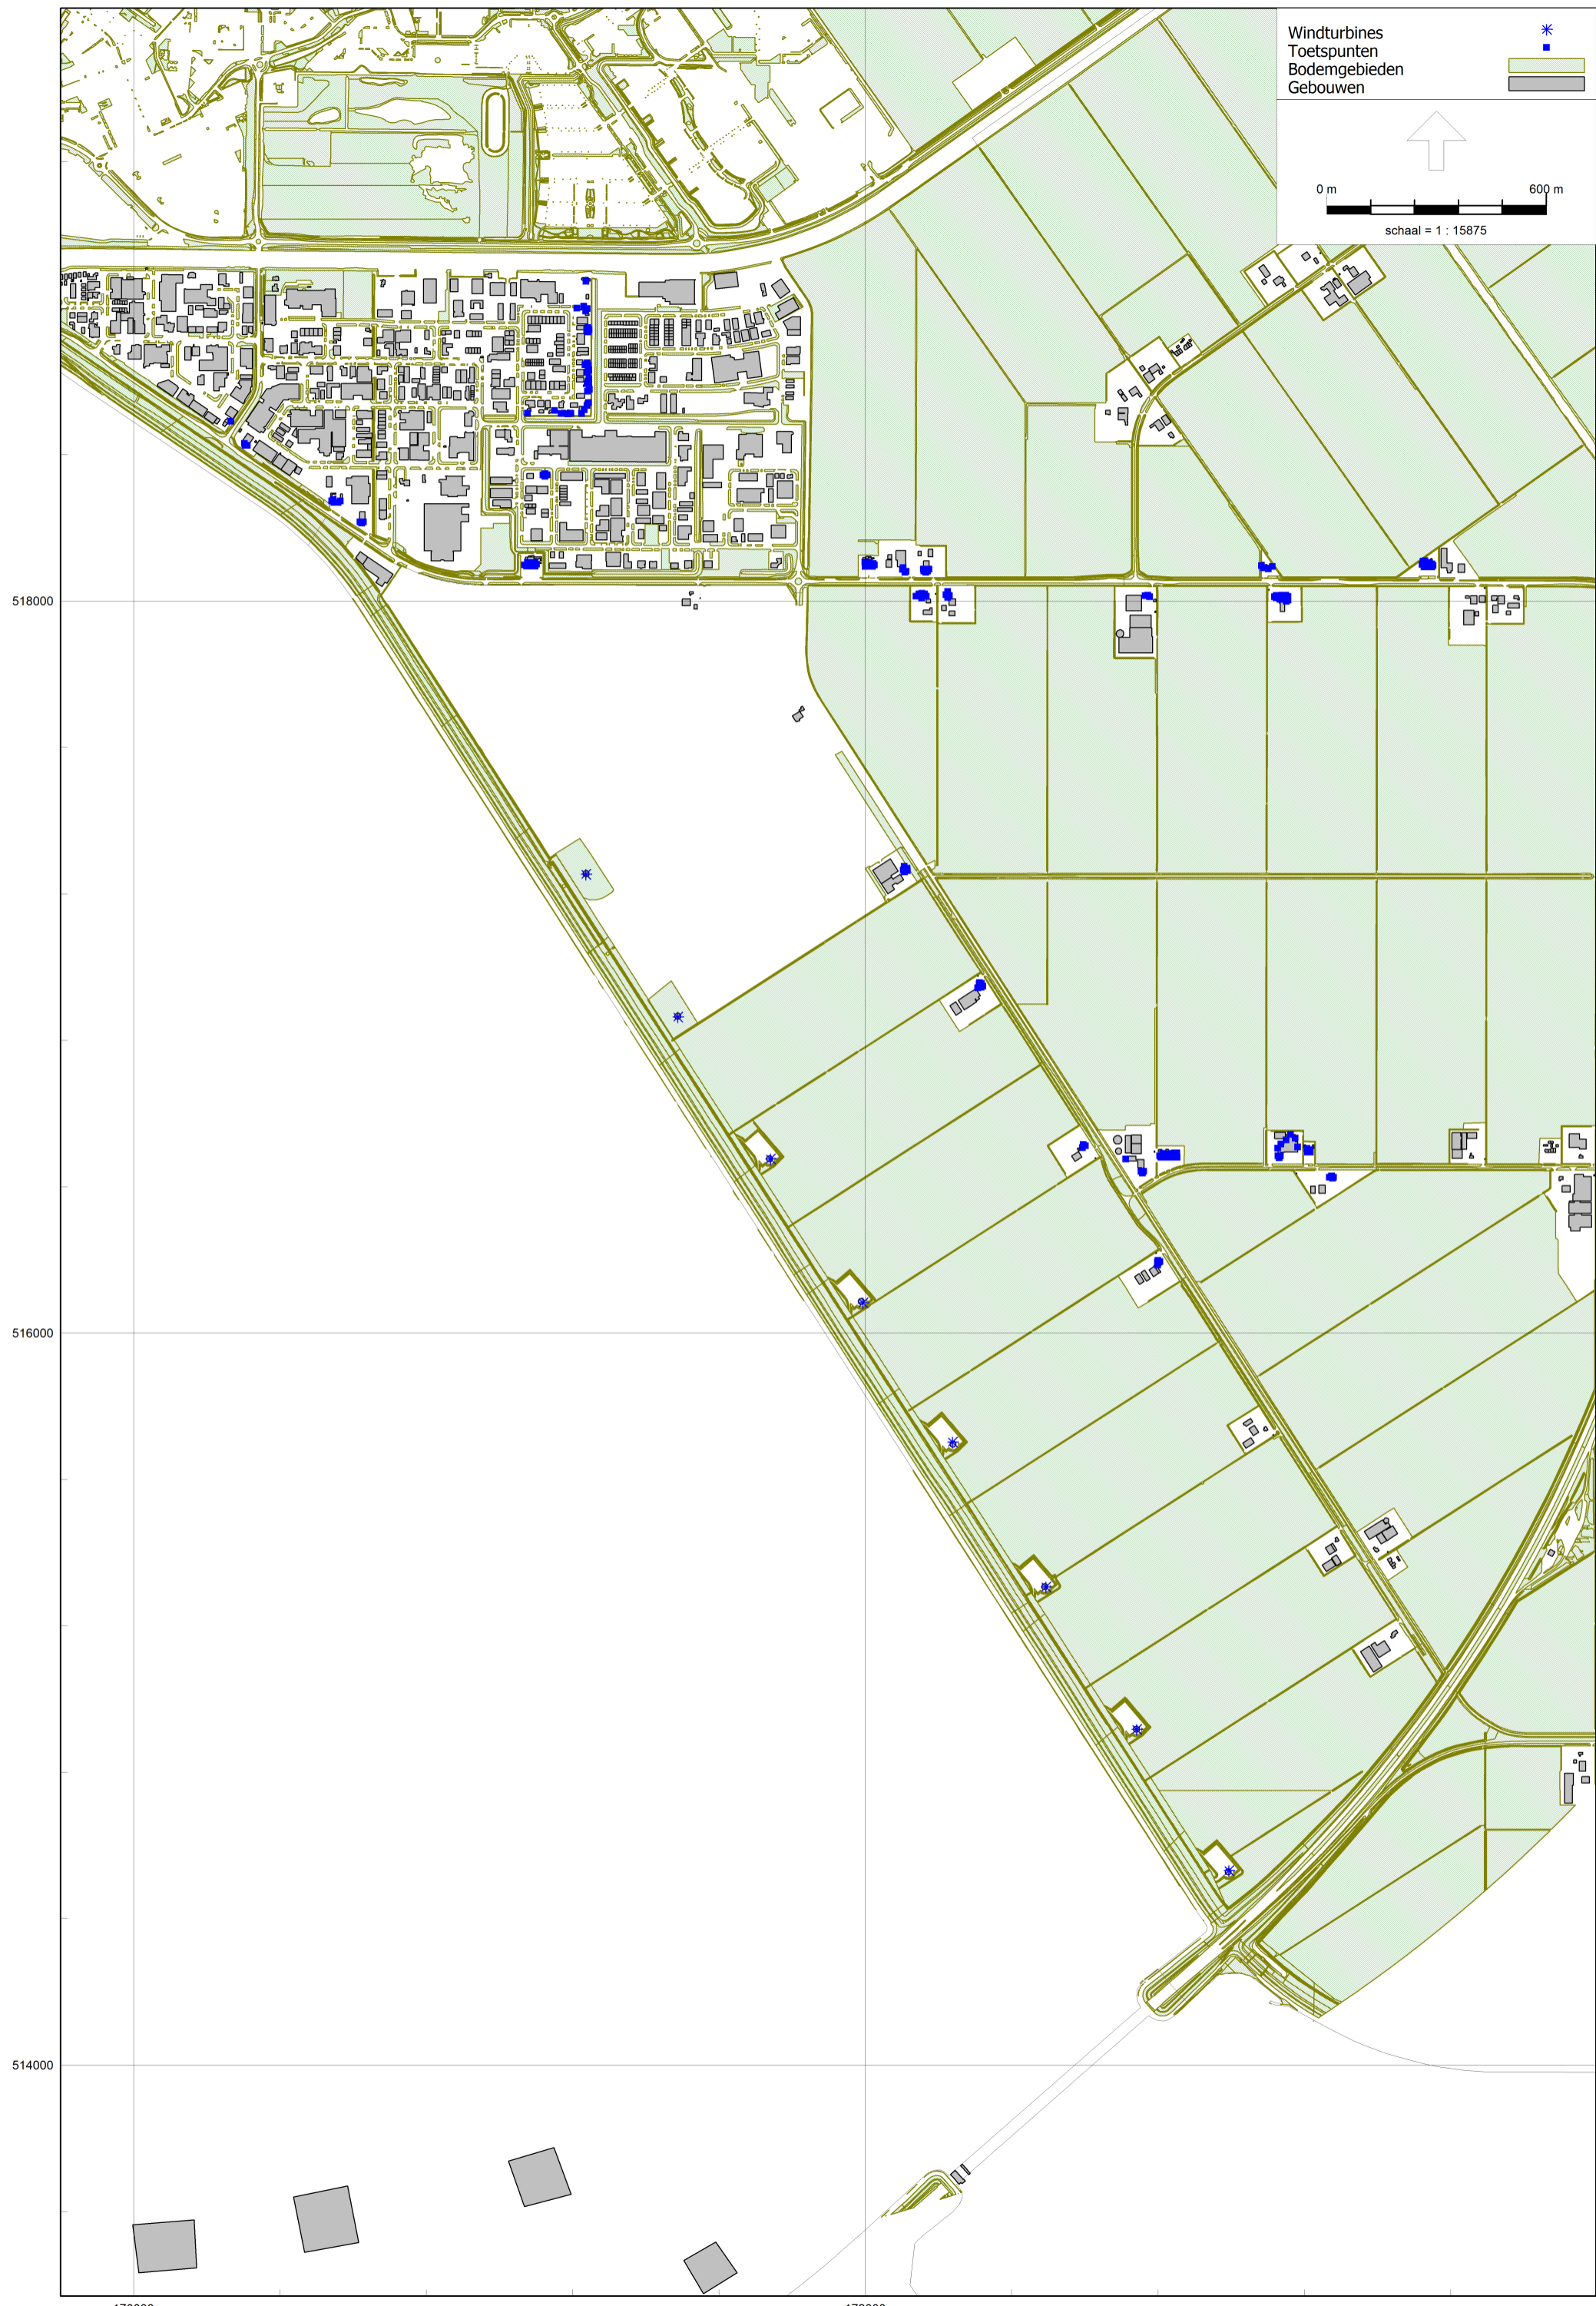 Windturbines
Toetspunten
Bodemgebieden
Gebouwen
0 m 600 m
schaal = 1 : 15875
518000
516000
514000